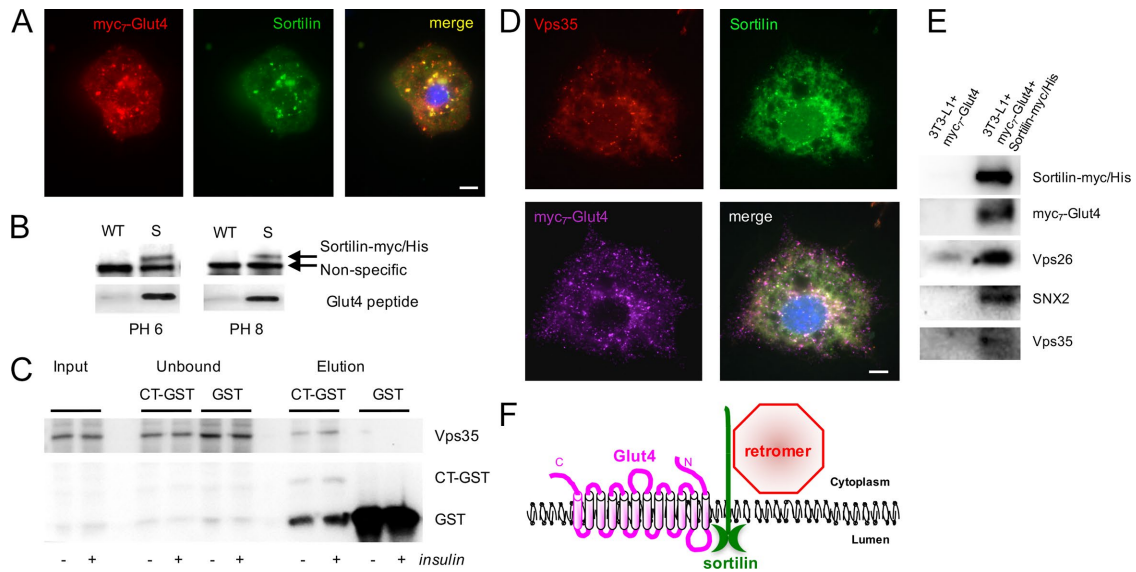 A
myc₇-Glut4
Sortilin
merge
B
WT S
WT S
Sortilin-myc/His
Non-specific
Glut4 peptide
PH 6
PH 8
C
Input
Unbound
Elution
CT-GST
GST
CT-GST
GST
Vps35
CT-GST
GST
- + - + - + - + - + insulin
D
Vps35
Sortilin
myc₇-Glut4
merge
E
3T3-L1+
myc₇-Glut4
3T3-L1+
myc₇-Glut4+
Sortilin-myc/His
Sortilin-myc/His
myc₇-Glut4
Vps26
SNX2
Vps35
F
C
Glut4
N
retromer
Cytoplasm
Lumen
sortilin